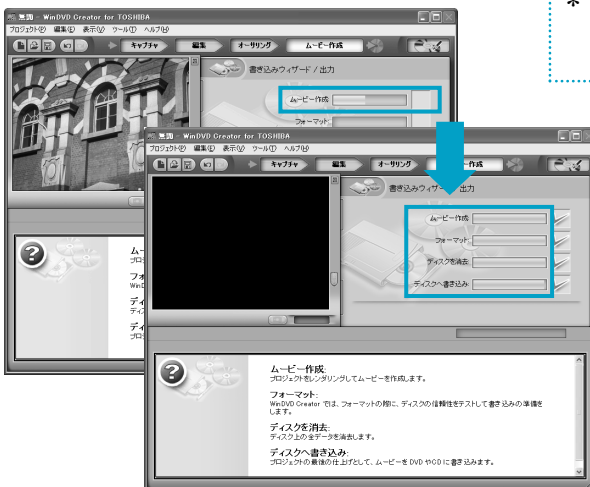 無題 - WinDVD Creator for TOSHIBA
プロジェクト(P) 編集(E) 表示(V) ツール(T) ヘルプ(H)
キャプチャ 編集 オーサリング ムービー作成
書き込みウィザード / 出力
ムービー作成:
フォーマット:
*
無題 - WinDVD Creator for TOSHIBA
プロジェクト(P) 編集(E) 表示(V) ツール(T) ヘルプ(H)
キャプチャ 編集 オーサリング
書き込みウィザ 出力
ムービー作成:
フォーマット:
ディスクを消去:
ディスクへ書き込み:
ムービー作成:
プロジェクトをレンダリングしてムービーを作成します。
フォーマット:
WinDVD Creator では、フォーマットの際に、ディスクの信頼性をテストして書き込みの準備を
します。
ディスクを消去:
ディスク上の全データを消去します。
ディスクへ書き込み:
プロジェクトの最後の仕上げとして、ムービーを DVD やCD に書き込みます。